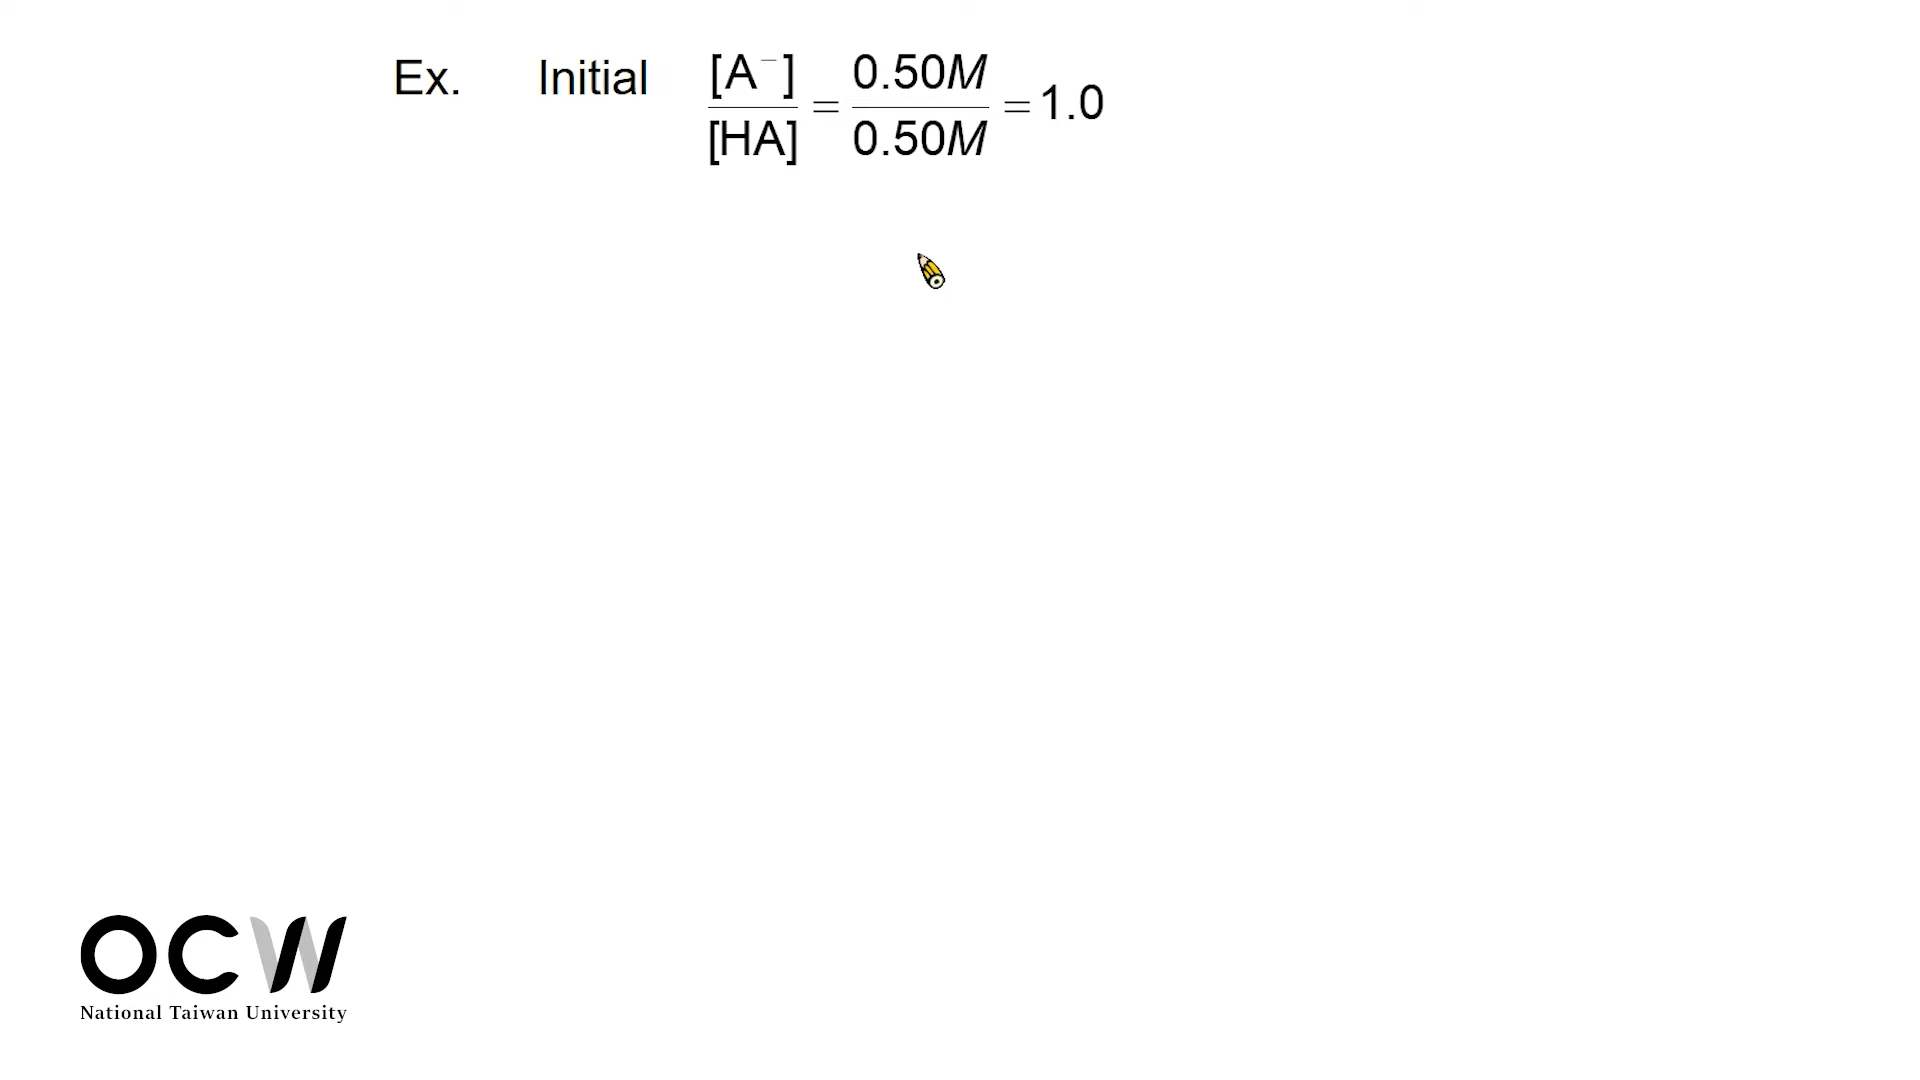 Ex. Initial [A⁻]/[HA] = 0.50M/0.50M = 1.0
OCW
National Taiwan University